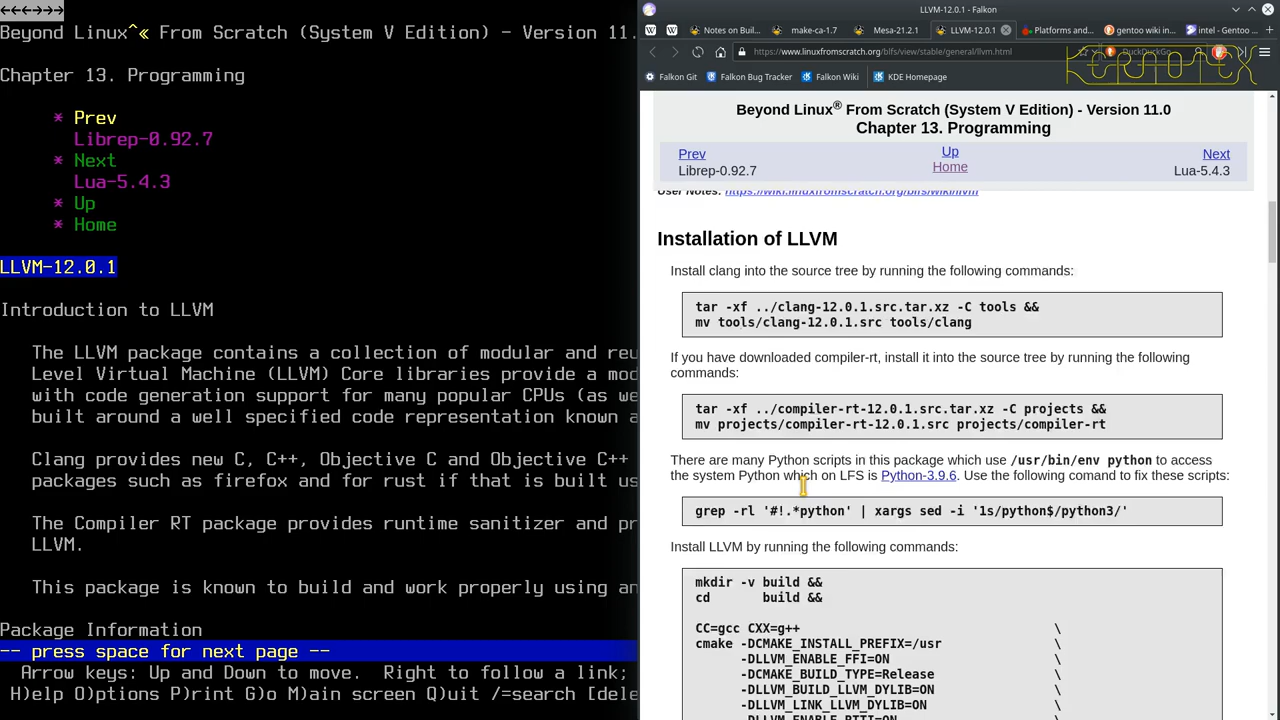 ←←←→→→
Beyond Linux^« From Scratch (System V Edition) - Version 11.
Chapter 13. Programming
* Prev
Librep-0.92.7
* Next
Lua-5.4.3
* Up
* Home
LLVM-12.0.1
Introduction to LLVM
The LLVM package contains a collection of modular and reu
Level Virtual Machine (LLVM) Core libraries provide a mod
with code generation support for many popular CPUs (as we
built around a well specified code representation known a
Clang provides new C, C++, Objective C and Objective C++
packages such as firefox and for rust if that is built us
The Compiler RT package provides runtime sanitizer and pr
LLVM.
This package is known to build and work properly using an
Package Information
-- press space for next page --
Arrow keys: Up and Down to move.  Right to follow a link;
H)elp O)ptions P)rint G)o M)ain screen Q)uit /=search [dele
LLVM-12.0.1 - Falkon
Notes on Buil... make-ca-1.7 Mesa-21.2.1 LLVM-12.0.1 Platforms and... gentoo wiki in... intel - Gentoo
https://www.linuxfromscratch.org/blfs/view/stable/general/llvm.html
DuckDuckGo
Falkon Git Falkon Bug Tracker Falkon Wiki KDE Homepage
Beyond Linux® From Scratch (System V Edition) - Version 11.0
Chapter 13. Programming
Prev Up Next
Librep-0.92.7 Home Lua-5.4.3
User Notes: https://wiki.linuxfromscratch.org/blfs/wiki/llvm
Installation of LLVM
Install clang into the source tree by running the following commands:
tar -xf ../clang-12.0.1.src.tar.xz -C tools &&
mv tools/clang-12.0.1.src tools/clang
If you have downloaded compiler-rt, install it into the source tree by running the following
commands:
tar -xf ../compiler-rt-12.0.1.src.tar.xz -C projects &&
mv projects/compiler-rt-12.0.1.src projects/compiler-rt
There are many Python scripts in this package which use /usr/bin/env python to access
the system Python which on LFS is Python-3.9.6. Use the following comand to fix these scripts:
grep -rl '#!.*python' | xargs sed -i '1s/python$/python3/'
Install LLVM by running the following commands:
mkdir -v build &&
cd       build &&
CC=gcc CXX=g++ \
cmake -DCMAKE_INSTALL_PREFIX=/usr \
-DLLVM_ENABLE_FFI=ON \
-DCMAKE_BUILD_TYPE=Release \
-DLLVM_BUILD_LLVM_DYLIB=ON \
-DLLVM_LINK_LLVM_DYLIB=ON \
-DLLVM_ENABLE_RTTI=ON \